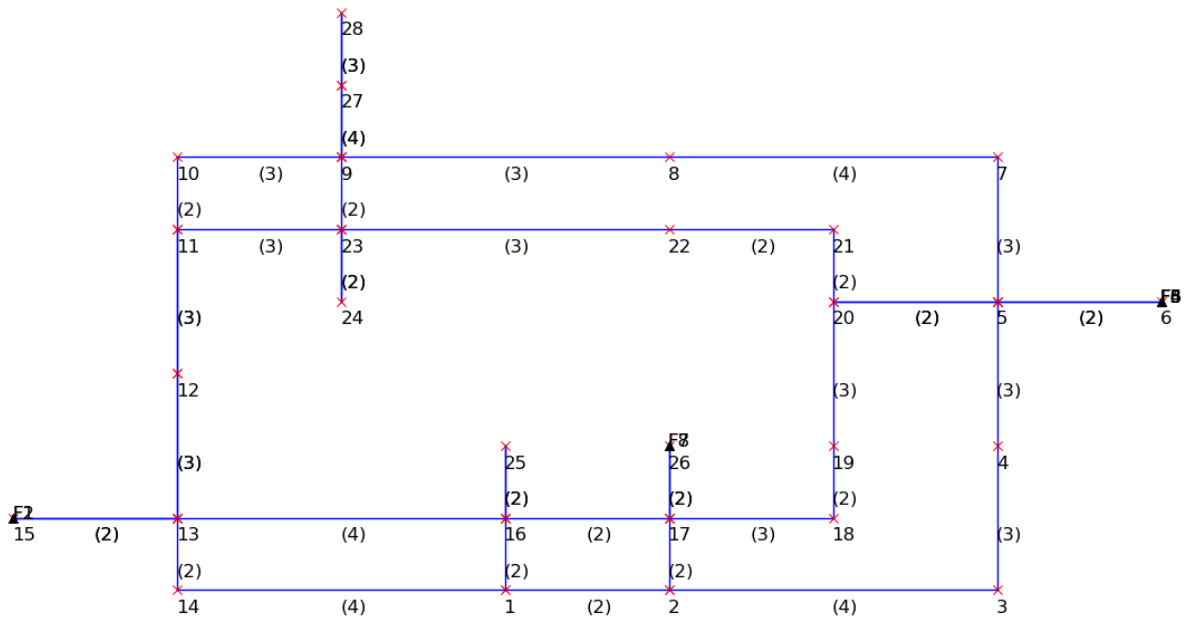 28
(3)
27
(4)
10 (3) 9 (3) 8 (4) 7
(2) (2)
11 (3) 23 (3) 22 (2) 21 (3)
(2) (2)
(3) 24 20 (2) 5 (2) 6
12 (3) (3)
(3) 25 26 19 4
(2) (2) (2)
15 (2) 13 (4) 16 (2) 17 (3) 18 (3)
(2) (2) (2)
14 (4) 1 (2) 2 (4) 3